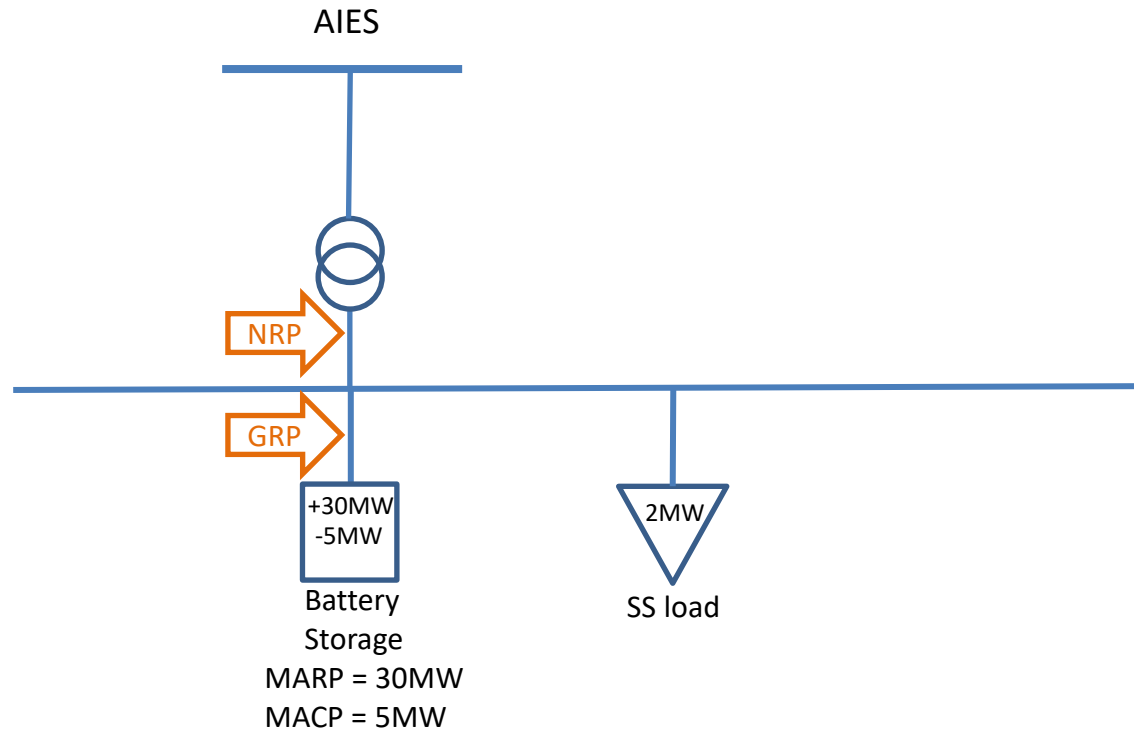 AIES
NRP
GRP
+30MW
-5MW
2MW
Battery
Storage
SS load
MARP = 30MW
MACP = 5MW